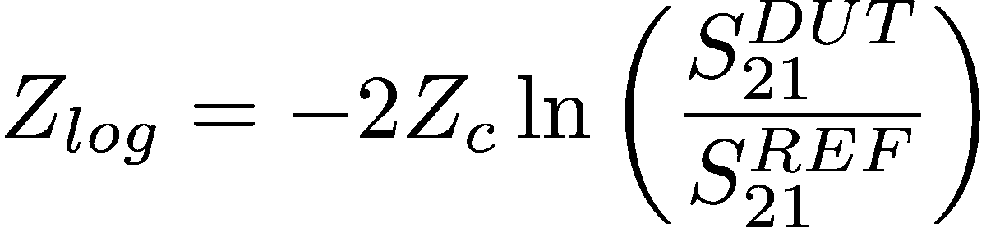 Z_{log} = -2Z_c \ln \left( \frac{S_{21}^{DUT}}{S_{21}^{REF}} \right)